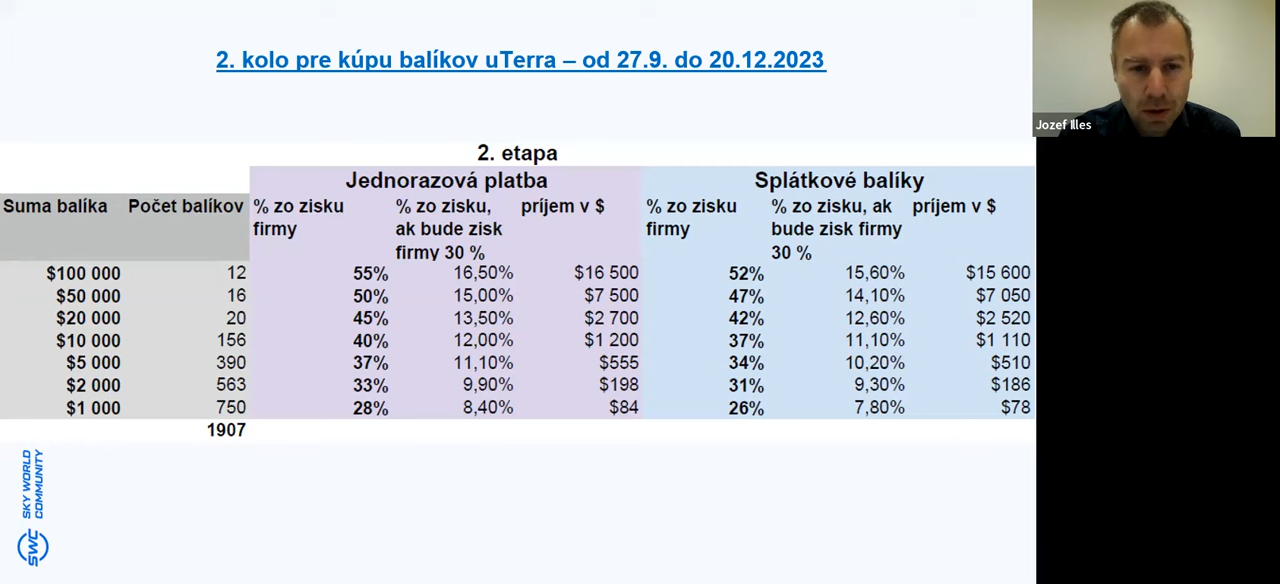 2. kolo pre kúpu balíkov uTerra – od 27.9. do 20.12.2023
Jozef Illes
2. etapa
Jednorazová platba Splátkové balíky
Suma balíka Počet balíkov % zo zisku % zo zisku, príjem v $ % zo zisku % zo zisku, ak príjem v $
firmy ak bude zisk firmy bude zisk firmy
firmy 30 % 30 %
$100 000 12 55% 16,50% $16 500 52% 15,60% $15 600
$50 000 16 50% 15,00% $7 500 47% 14,10% $7 050
$20 000 20 45% 13,50% $2 700 42% 12,60% $2 520
$10 000 156 40% 12,00% $1 200 37% 11,10% $1 110
$5 000 390 37% 11,10% $555 34% 10,20% $510
$2 000 563 33% 9,90% $198 31% 9,30% $186
$1 000 750 28% 8,40% $84 26% 7,80% $78
1907
SWC SKY WORLD
COMMUNITY